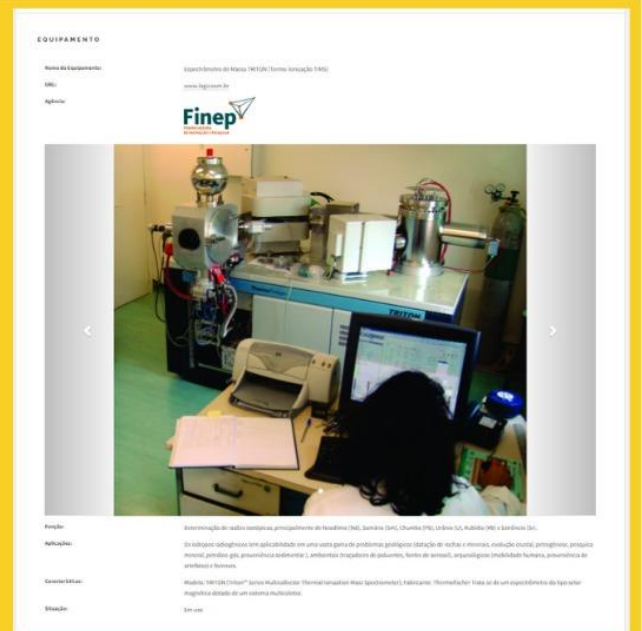 EQUIPAMENTO
Nome da Equipamento:
Espectrômetro de Massa TRITON (Termo-Ionização TIMS)
URL:
Agência:
Finep
Função:
Determinação de razões isotópicas, principalmente de Neodímio (Nd), Samário (Sm), Chumbo (Pb), Urânio (U), Rubídio (Rb) e Estrôncio (Sr).
Aplicações:
Os isótopos radiogênicos tem aplicabilidade em uma vasta gama de problemas geológicos (datação de rochas e minerais, evolução crustal, petrogênese, pesquisa
mineral, petróleo-gás, proveniência sedimentar), ambientais (traçadores de poluentes, fontes de aerosol), arqueológicos (mobilidade humana, proveniência de
artefatos) e forenses.
Características:
Modelo: TRITON (Triton™ Series Multicollector Thermal Ionization Mass Spectrometer); Fabricante: Thermofischer Trata-se de um espectrômetro do tipo setor
magnético dotado de um sistema multicoletor.
Situação:
Em uso
TRITON